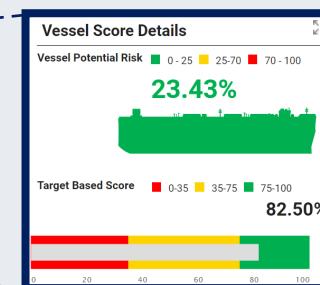 Vessel Score Details
Vessel Potential Risk 0 - 25 25-70 70 - 100
23.43%
Target Based Score 0-35 35-75 75-100
82.50%
0 20 40 60 80 100